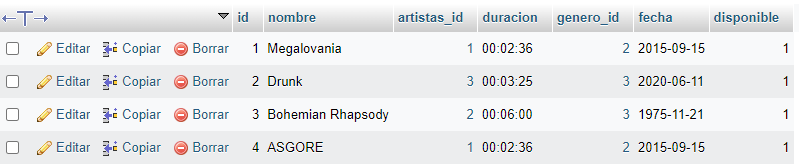 id nombre artistas_id duracion genero_id fecha disponible
Editar Copiar Borrar 1 Megalovania 1 00:02:36 2 2015-09-15 1
Editar Copiar Borrar 2 Drunk 3 00:03:25 3 2020-06-11 1
Editar Copiar Borrar 3 Bohemian Rhapsody 2 00:06:00 3 1975-11-21 1
Editar Copiar Borrar 4 ASGORE 1 00:02:36 2 2015-09-15 1